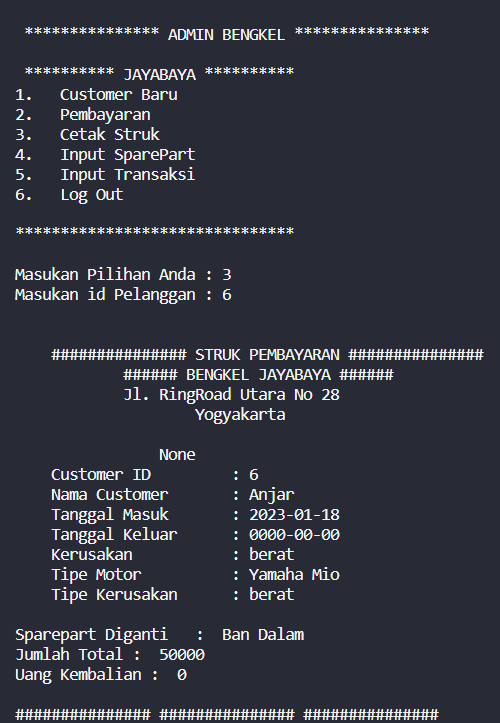 *************** ADMIN BENGKEL ***************
********** JAYABAYA **********
1. Customer Baru
2. Pembayaran
3. Cetak Struk
4. Input SparePart
5. Input Transaksi
6. Log Out
*******************************
Masukan Pilihan Anda : 3
Masukan id Pelanggan : 6
############### STRUK PEMBAYARAN ###############
###### BENGKEL JAYABAYA ######
Jl. RingRoad Utara No 28
Yogyakarta
None
Customer ID : 6
Nama Customer : Anjar
Tanggal Masuk : 2023-01-18
Tanggal Keluar : 0000-00-00
Kerusakan : berat
Tipe Motor : Yamaha Mio
Tipe Kerusakan : berat
Sparepart Diganti : Ban Dalam
Jumlah Total : 50000
Uang Kembalian : 0
############### ############### ###############